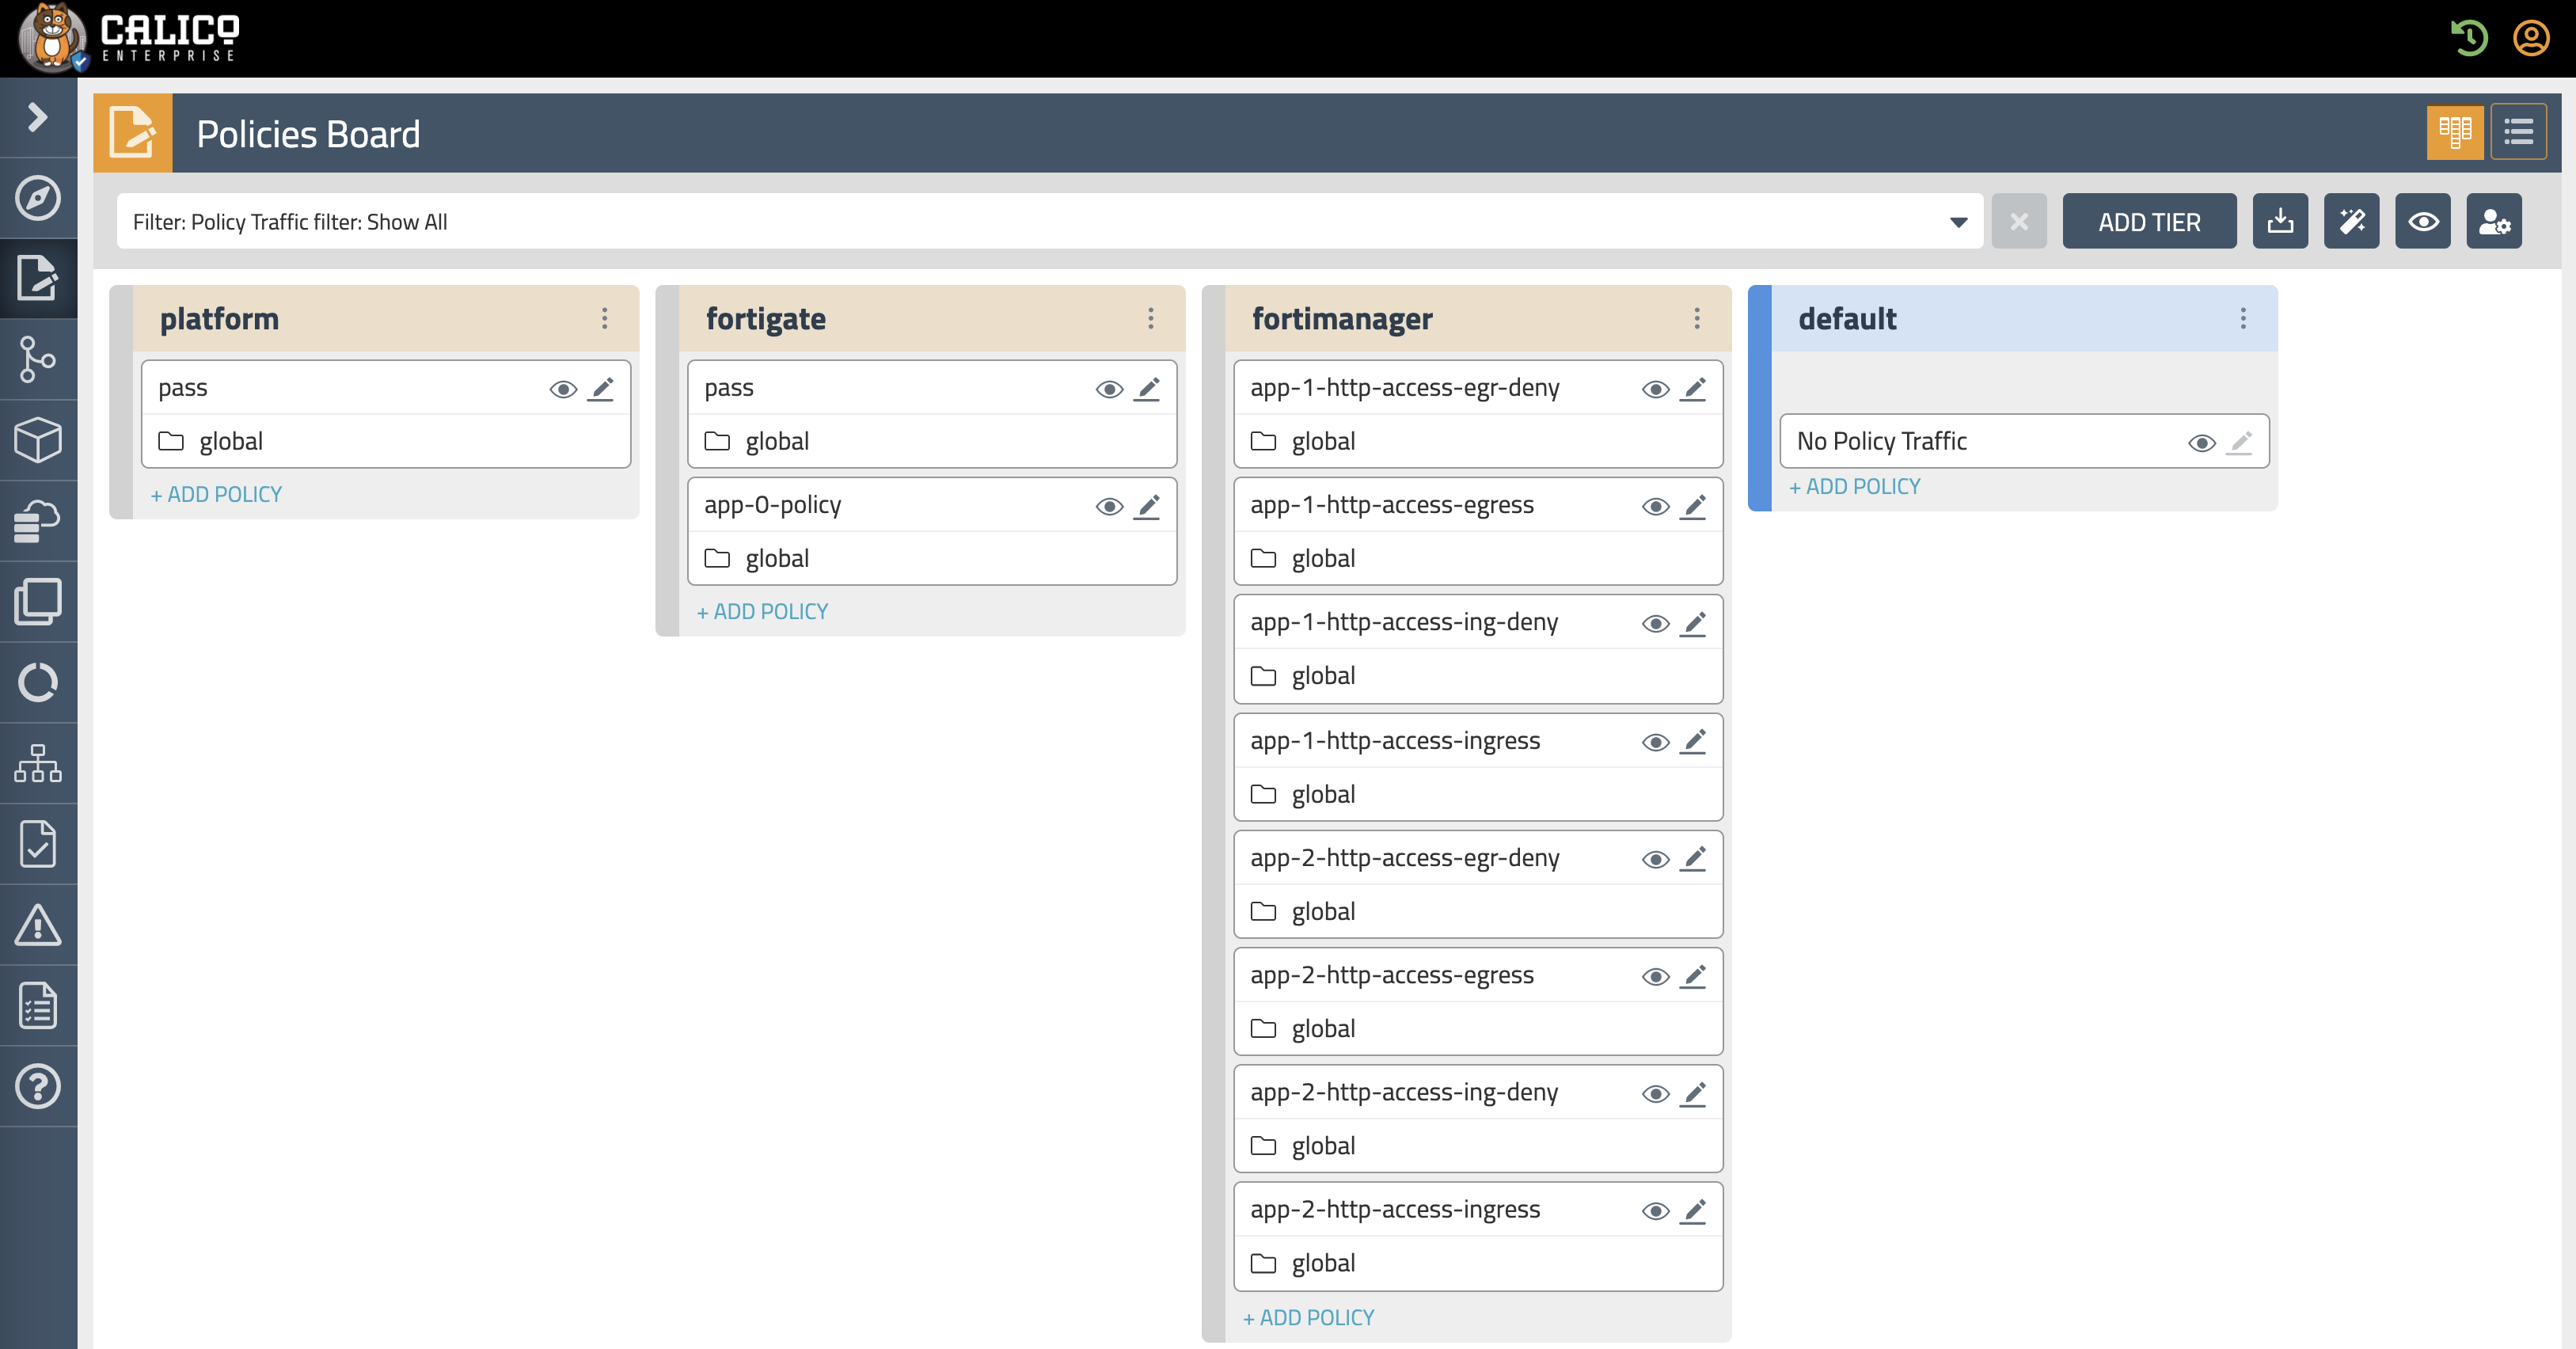 CALICO
ENTERPRISE
Policies Board
Filter: Policy Traffic filter: Show All
ADD TIER
platform
pass
global
+ ADD POLICY
fortigate
pass
global
app-0-policy
global
+ ADD POLICY
fortimanager
app-1-http-access-egr-deny
global
app-1-http-access-egress
global
app-1-http-access-ing-deny
global
app-1-http-access-ingress
global
app-2-http-access-egr-deny
global
app-2-http-access-egress
global
app-2-http-access-ing-deny
global
app-2-http-access-ingress
global
+ ADD POLICY
default
No Policy Traffic
+ ADD POLICY